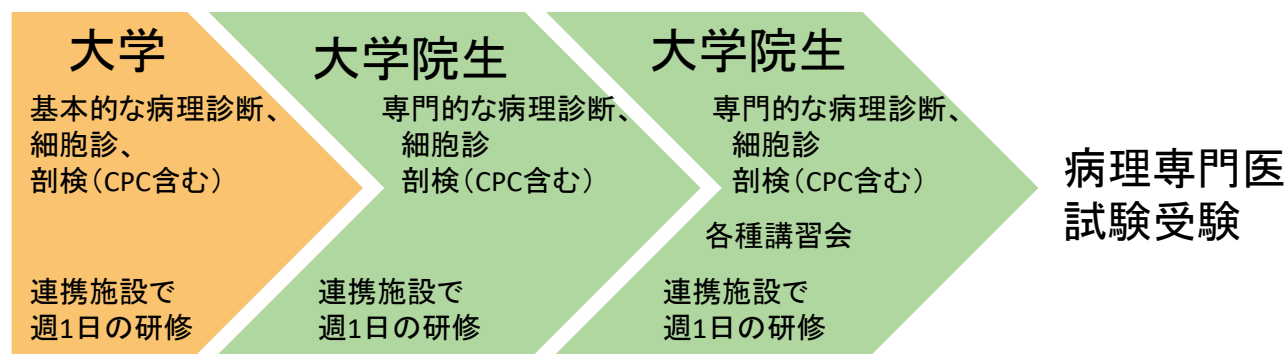 大学
基本的な病理診断、
細胞診、
剖検（CPC含む）
連携施設で
週1日の研修
大学院生
専門的な病理診断、
細胞診
剖検（CPC含む）
連携施設で
週1日の研修
大学院生
専門的な病理診断、
細胞診
剖検（CPC含む）
各種講習会
連携施設で
週1日の研修
病理専門医
試験受験